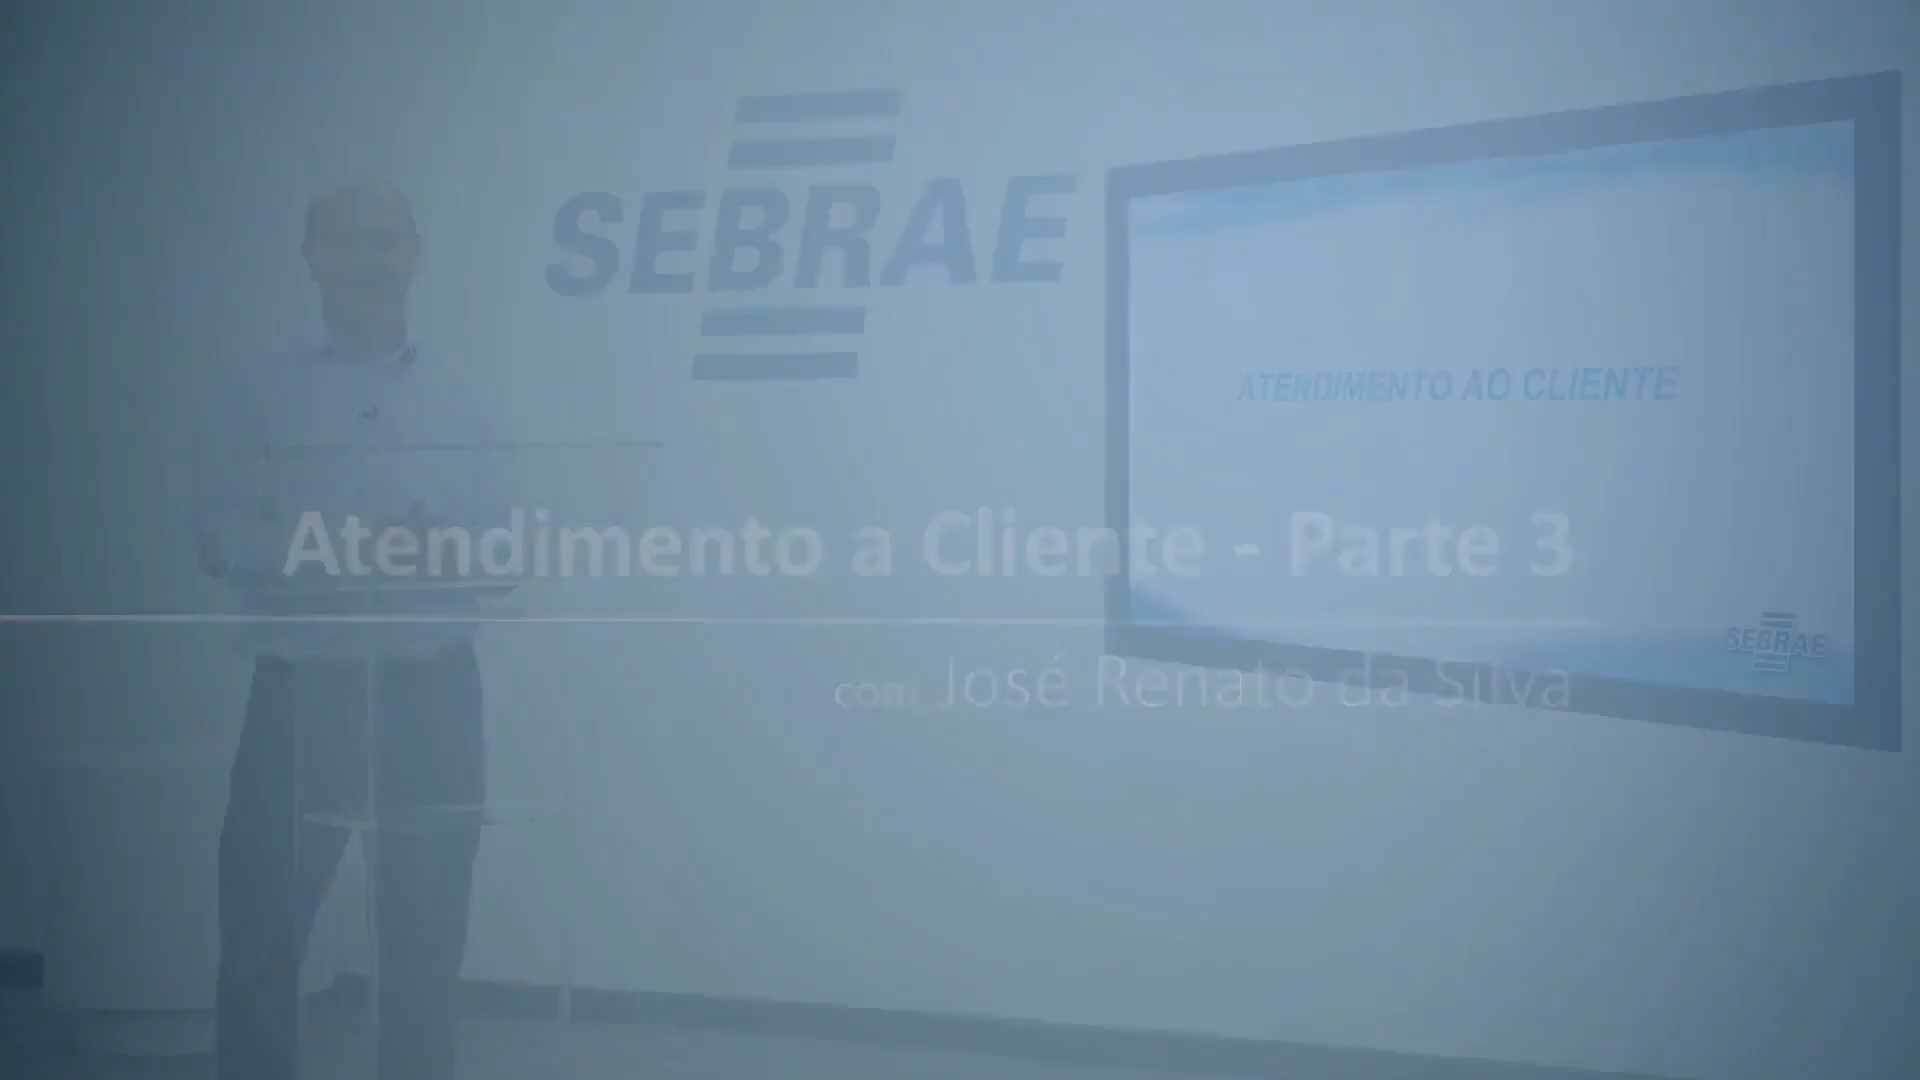 SEBRAE
ATENDIMENTO AO CLIENTE
Atendimento a Cliente - Parte 3
SEBRAE
com José Renato da Silva